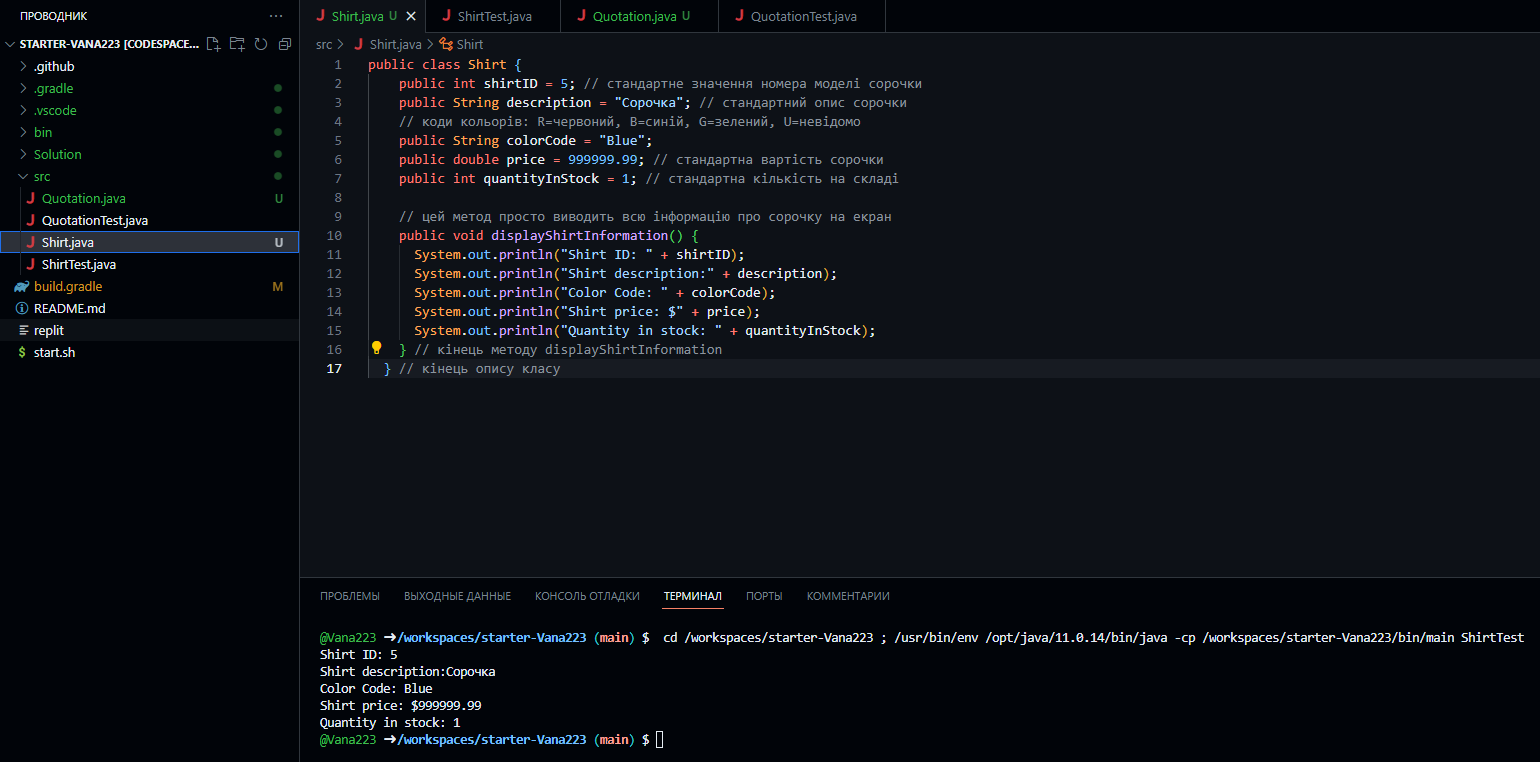 ПРОВОДНИК
STARTER-VANA223 [CODESPACE...
.github
.gradle
.vscode
bin
Solution
src
Quotation.java U
QuotationTest.java
Shirt.java U
ShirtTest.java
build.gradle M
README.md
replit
$ start.sh
Shirt.java U ShirtTest.java Quotation.java U QuotationTest.java
src > Shirt.java > Shirt
1 public class Shirt {
2 public int shirtID = 5; // стандартне значення номера моделі сорочки
3 public String description = "Сорочка"; // стандартний опис сорочки
4 // коди кольорів: R=червоний, B=синій, G=зелений, U=невідомо
5 public String colorCode = "Blue";
6 public double price = 999999.99; // стандартна вартість сорочки
7 public int quantityInStock = 1; // стандартна кількість на складі
8
9 // цей метод просто виводить всю інформацію про сорочку на екран
10 public void displayShirtInformation() {
11 System.out.println("Shirt ID: " + shirtID);
12 System.out.println("Shirt description:" + description);
13 System.out.println("Color Code: " + colorCode);
14 System.out.println("Shirt price: $" + price);
15 System.out.println("Quantity in stock: " + quantityInStock);
16 } // кінець методу displayShirtInformation
17 } // кінець опису класу
ПРОБЛЕМЫ ВЫХОДНЫЕ ДАННЫЕ КОНСОЛЬ ОТЛАДКИ ТЕРМИНАЛ ПОРТЫ КОММЕНТАРИИ
@Vana223 ➜/workspaces/starter-Vana223 (main) $ cd /workspaces/starter-Vana223 ; /usr/bin/env /opt/java/11.0.14/bin/java -cp /workspaces/starter-Vana223/bin/main ShirtTest
Shirt ID: 5
Shirt description:Сорочка
Color Code: Blue
Shirt price: $999999.99
Quantity in stock: 1
@Vana223 ➜/workspaces/starter-Vana223 (main) $